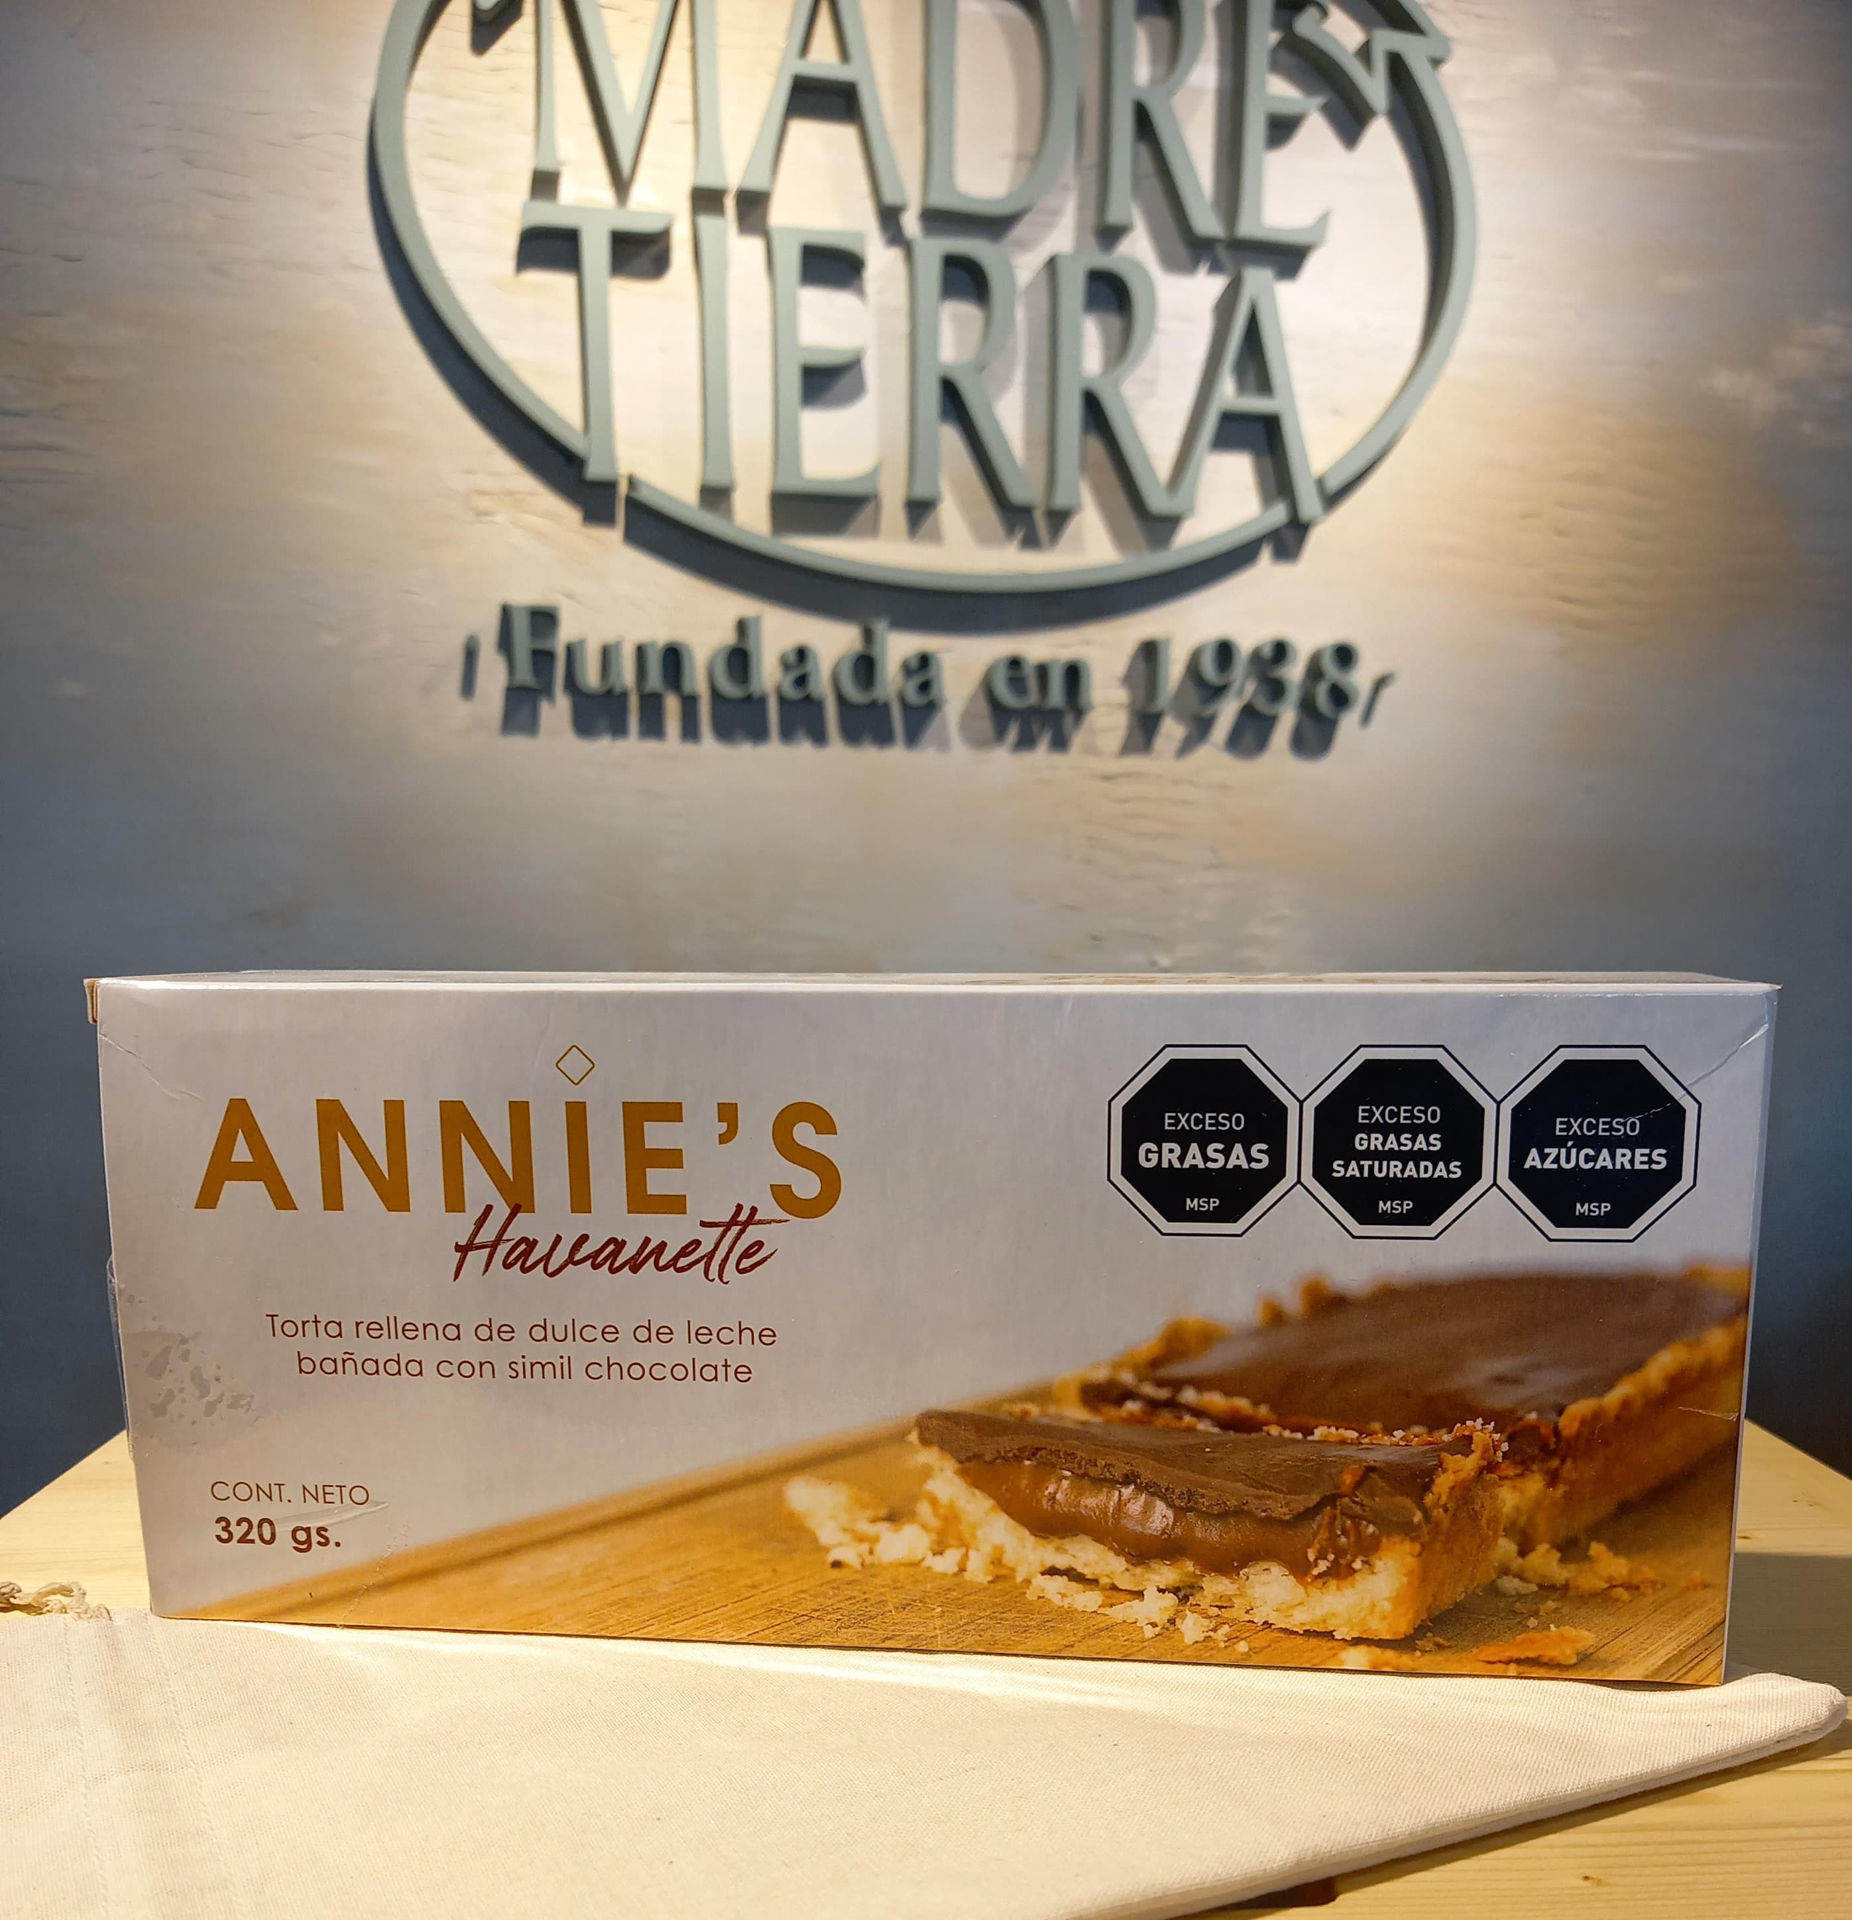 MADRE
TIERRA
Fundada en 1938
ANNIE'S
Havanette
Torta rellena de dulce de leche
bañada con simil chocolate
CONT. NETO
320 gs.
EXCESO
GRASAS
MSP
EXCESO
GRASAS
SATURADAS
MSP
EXCESO
AZÚCARES
MSP